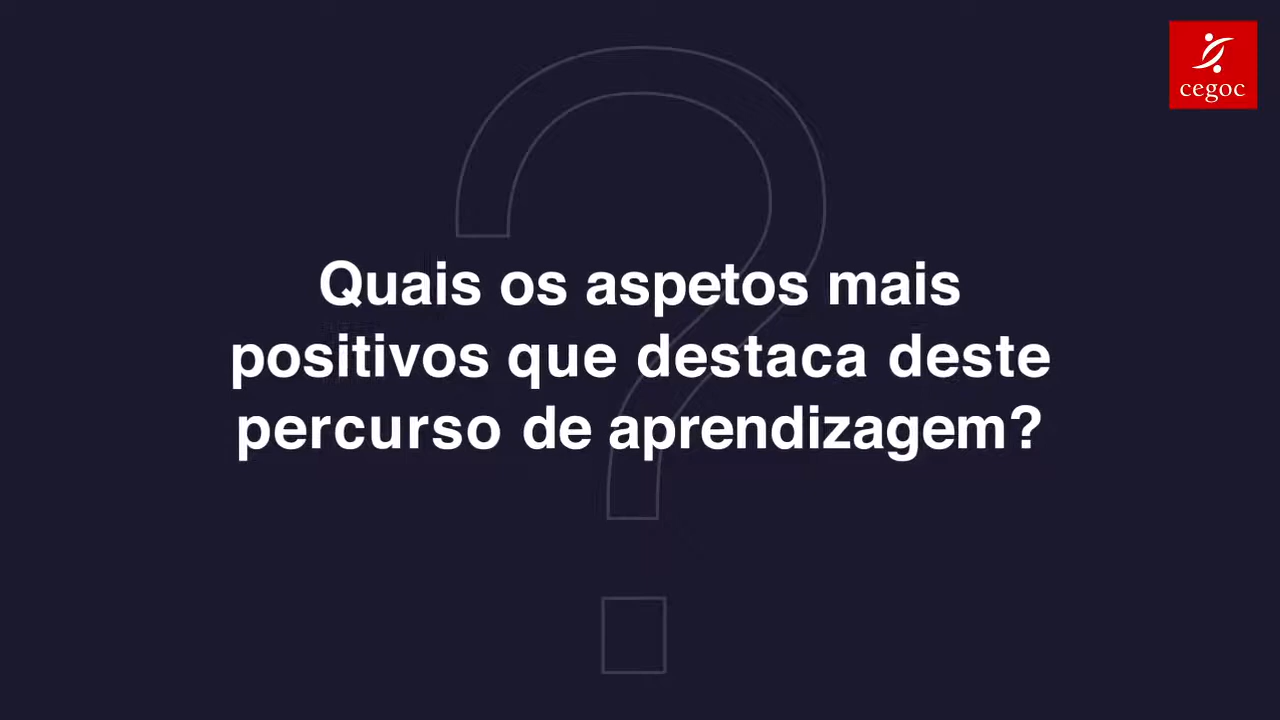 cegoc
Quais os aspetos mais
positivos que destaca deste
percurso de aprendizagem?